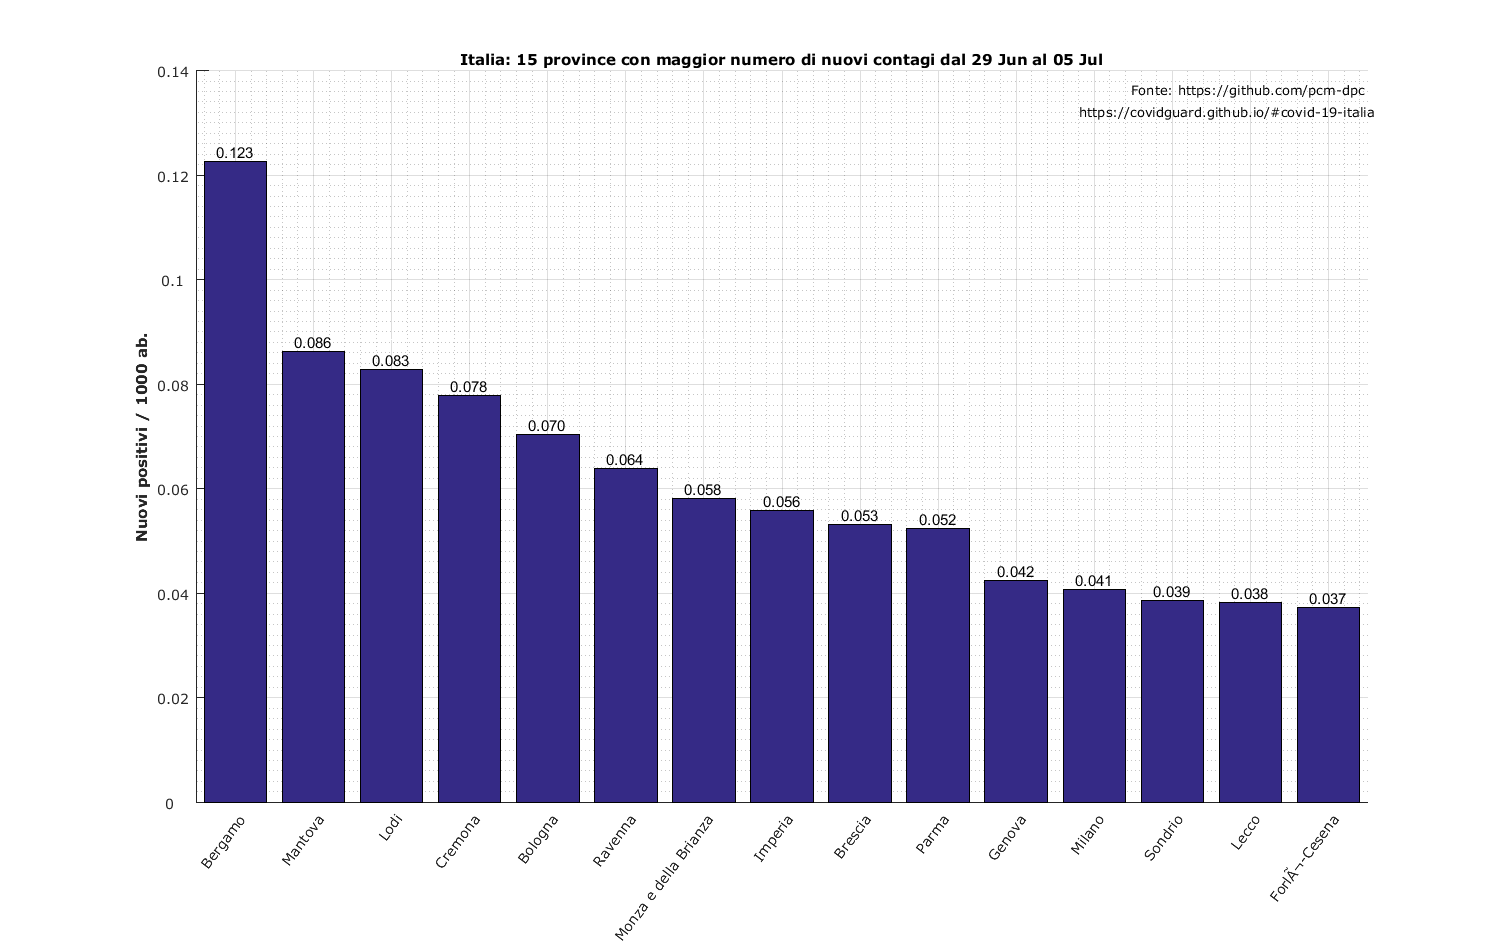 Italia: 15 province con maggior numero di nuovi contagi dal 29 Jun al 05 Jul
Fonte: https://github.com/pcm-dpc
https://covidguard.github.io/#covid-19-italia
Nuovi positivi / 1000 ab.
0.14
0.12
0.1
0.08
0.06
0.04
0.02
0
0.123
0.086
0.083
0.078
0.070
0.064
0.058
0.056
0.053
0.052
0.042
0.041
0.039
0.038
0.037
Bergamo
Mantova
Lodi
Cremona
Bologna
Ravenna
Monza e della Brianza
Imperia
Brescia
Parma
Genova
Milano
Sondrio
Lecco
ForlÃ¬-Cesena